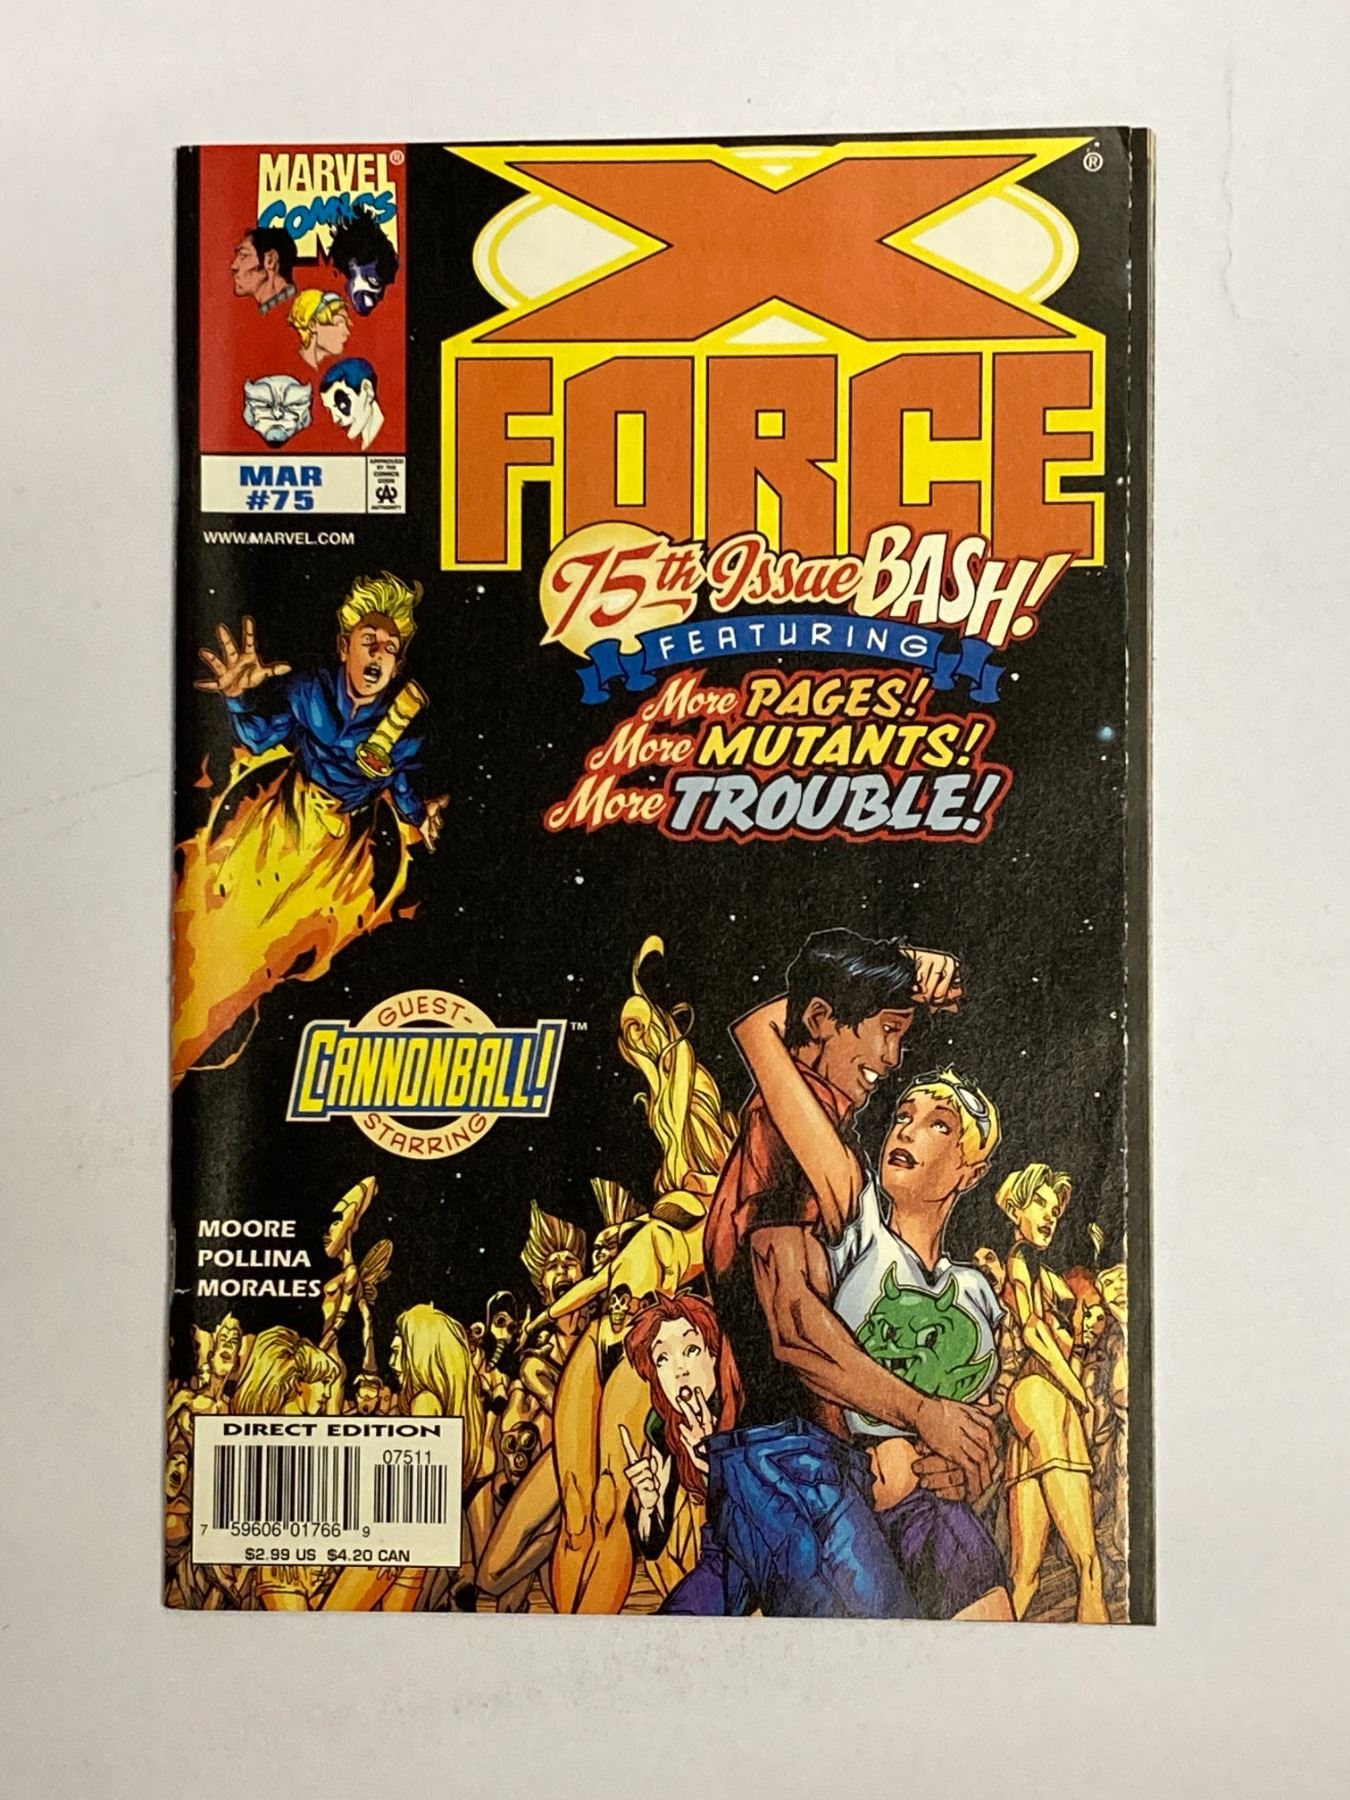 MARVEL®
COMICS
MAR
#75
APPROVED
BY THE
COMICS
CODE
CA
AUTHORITY
WWW.MARVEL.COM
X ®
FORCE
75th Issue BASH!
FEATURING
More PAGES!
More MUTANTS!
More TROUBLE!
GUEST-
CANNONBALL!™
STARRING
MOORE
POLLINA
MORALES
DIRECT EDITION
07511
7 59606 01766 9
$2.99 US $4.20 CAN